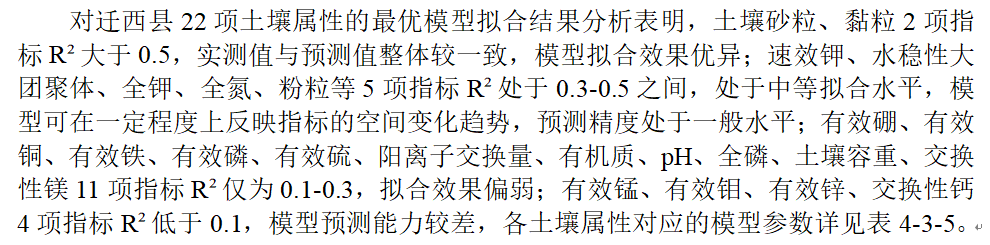 对迁西县 22 项土壤属性的最优模型拟合结果分析表明，土壤砂粒、黏粒 2 项指
标 R² 大于 0.5，实测值与预测值整体较一致，模型拟合效果优异；速效钾、水稳性大
团聚体、全钾、全氮、粉粒等 5 项指标 R² 处于 0.3-0.5 之间，处于中等拟合水平，模
型可在一定程度上反映指标的空间变化趋势，预测精度处于一般水平；有效硼、有效
铜、有效铁、有效磷、有效硫、阳离子交换量、有机质、pH、全磷、土壤容重、交换
性镁 11 项指标 R² 仅为 0.1-0.3，拟合效果偏弱；有效锰、有效钼、有效锌、交换性钙
4 项指标 R² 低于 0.1，模型预测能力较差，各土壤属性对应的模型参数详见表 4-3-5。